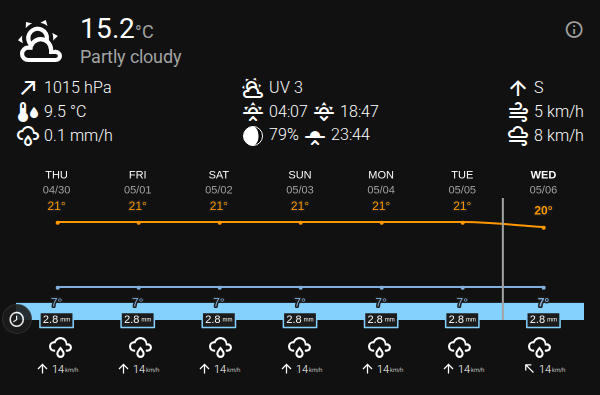 15.2°C
Partly cloudy
1015 hPa UV 3 S
9.5 °C 04:07 18:47 5 km/h
0.1 mm/h 79% 23:44 8 km/h
THU FRI SAT SUN MON TUE WED
04/30 05/01 05/02 05/03 05/04 05/05 05/06
21° 21° 21° 21° 21° 21° 20°
7° 7° 7° 7° 7° 7° 7°
2.8 mm 2.8 mm 2.8 mm 2.8 mm 2.8 mm 2.8 mm 2.8 mm
14km/h 14km/h 14km/h 14km/h 14km/h 14km/h 14km/h